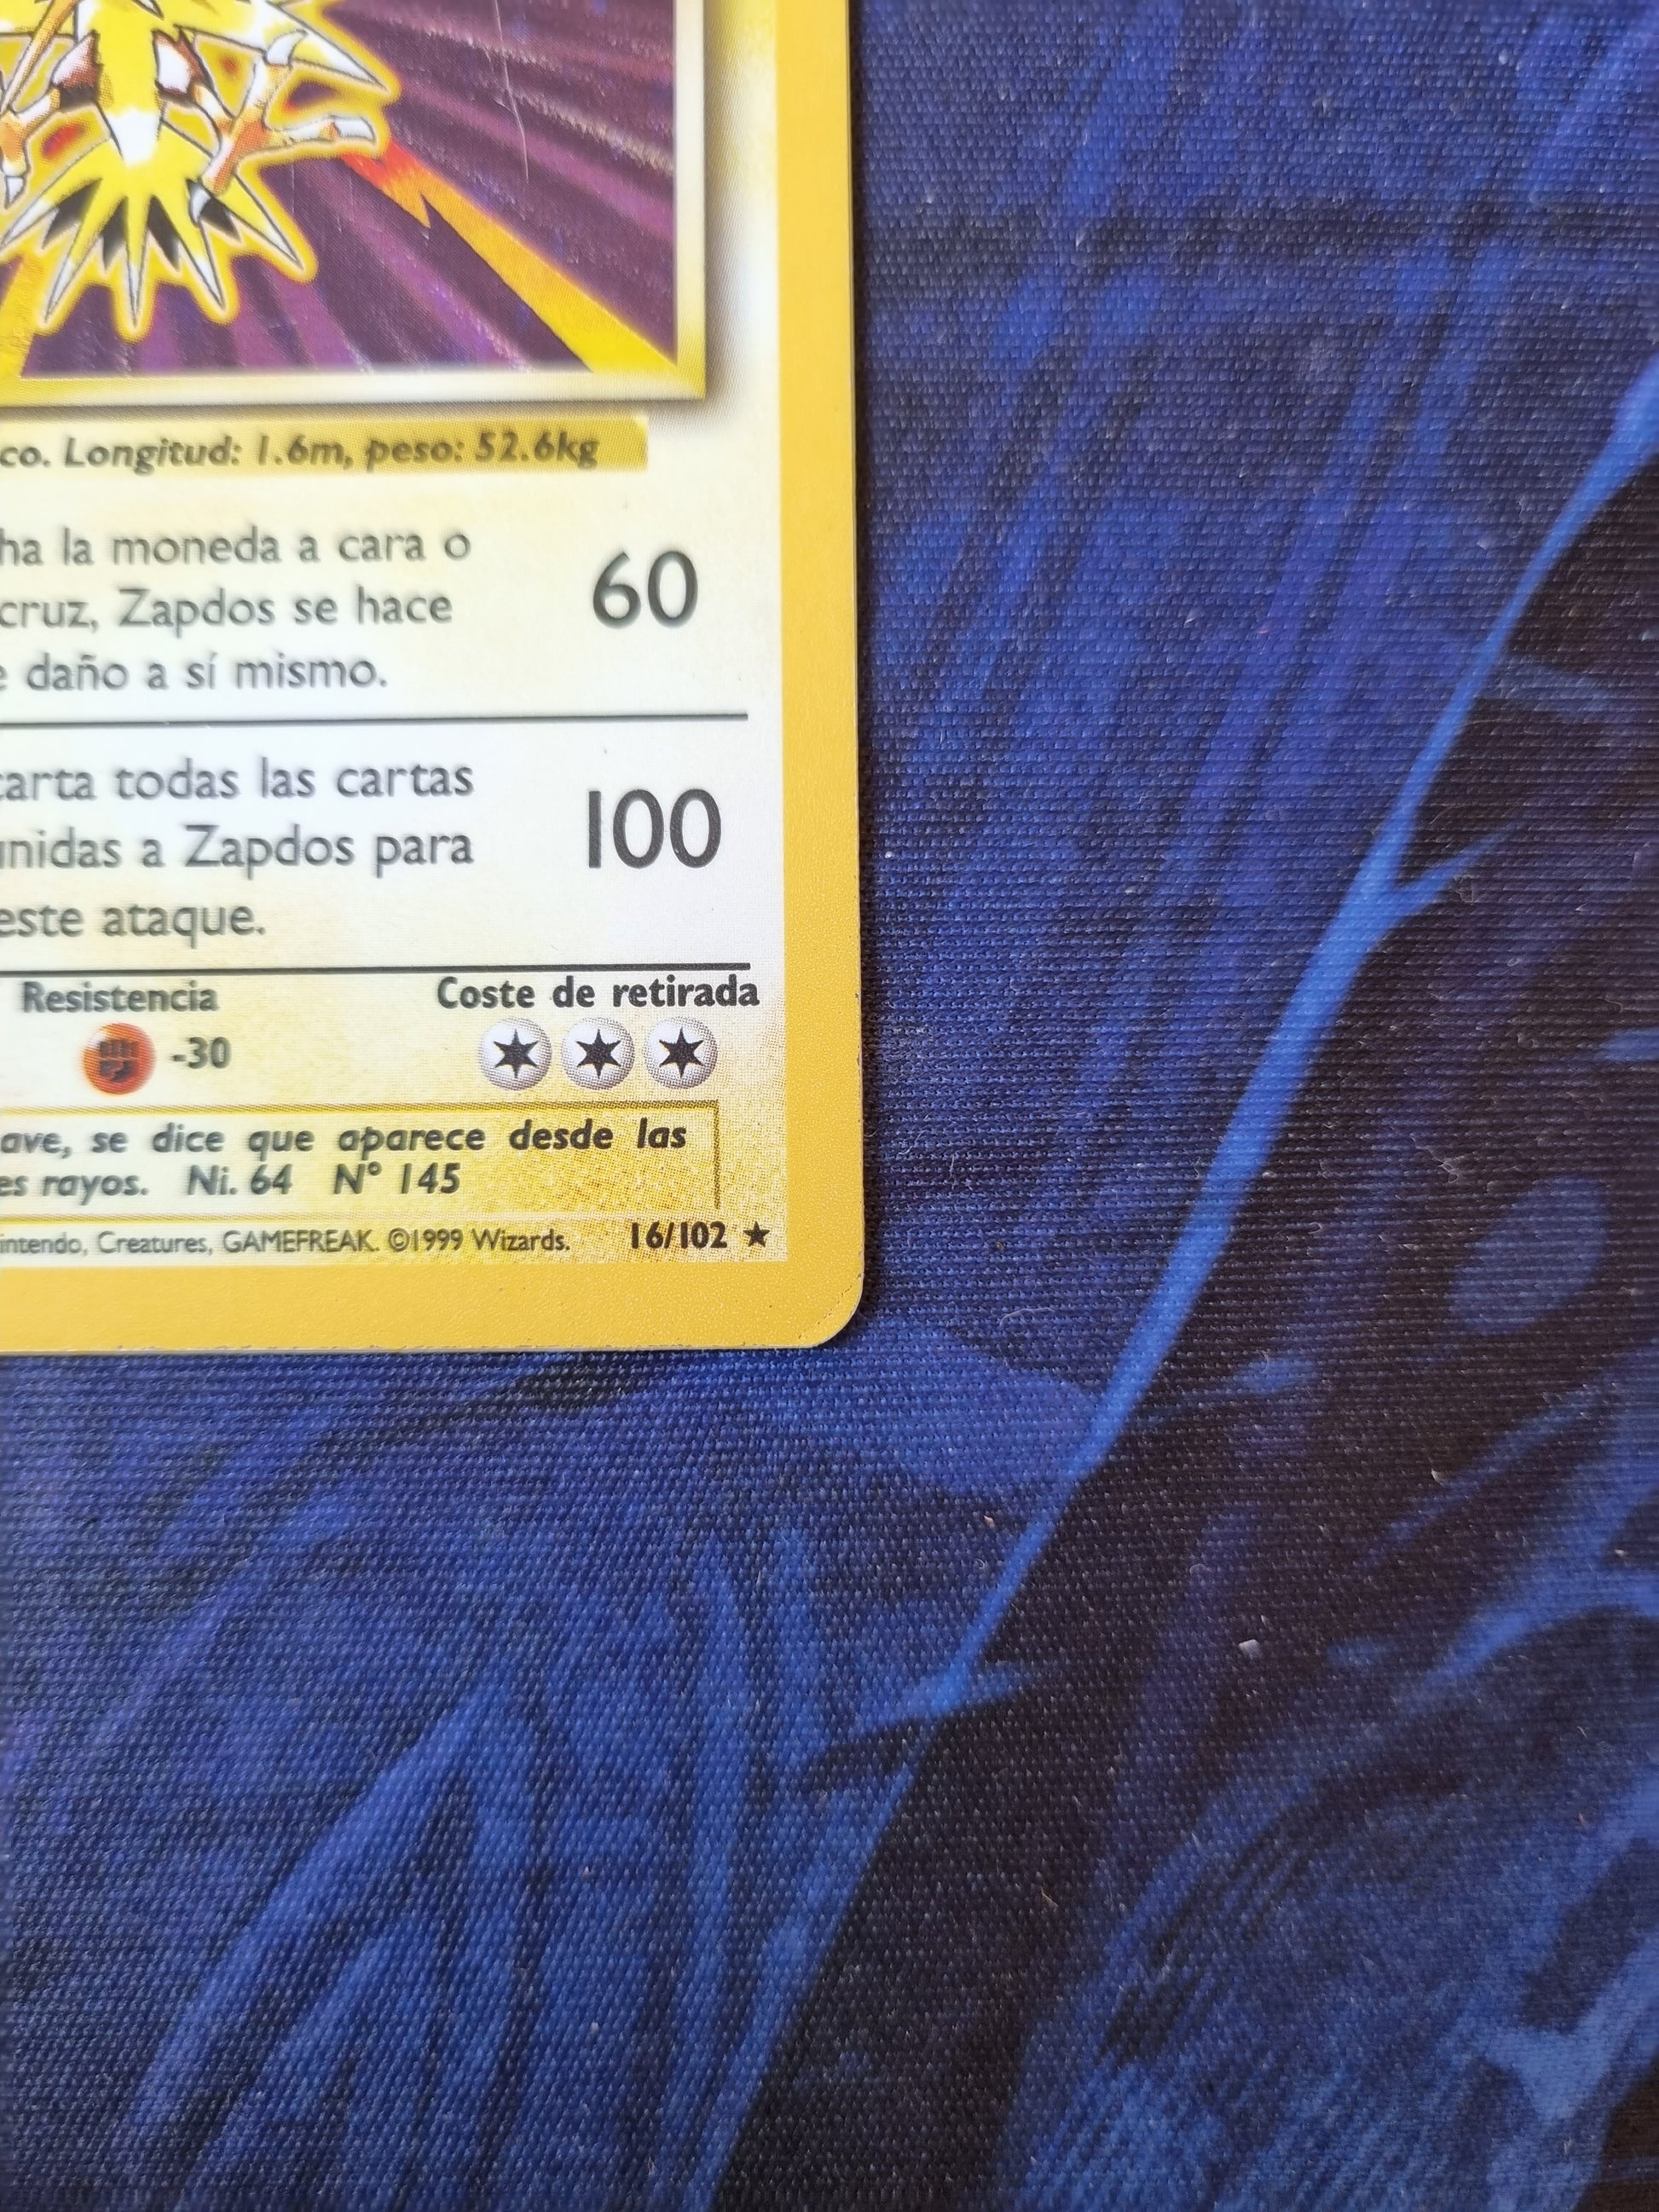 co. Longitud: 1.6m, peso: 52.6kg
ha la moneda a cara o
cruz, Zapdos se hace
60
e daño a sí mismo.
carta todas las cartas
unidas a Zapdos para
100
este ataque.
Resistencia
Coste de retirada
-30
ave, se dice que aparece desde las
es rayos. Ni. 64 Nº 145
intendo, Creatures, GAMEFREAK. ©1999 Wizards. 16/102 ★